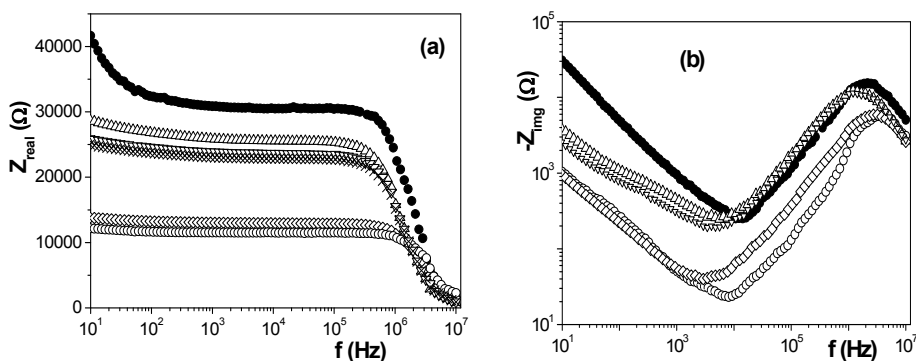 (a)
Z_real (Ω)
40000
30000
20000
10000
0
10^1 10^2 10^3 10^4 10^5 10^6 10^7
f (Hz)
(b)
-Z_img (Ω)
10^5
10^3
10^1
10^1 10^3 10^5 10^7
f (Hz)